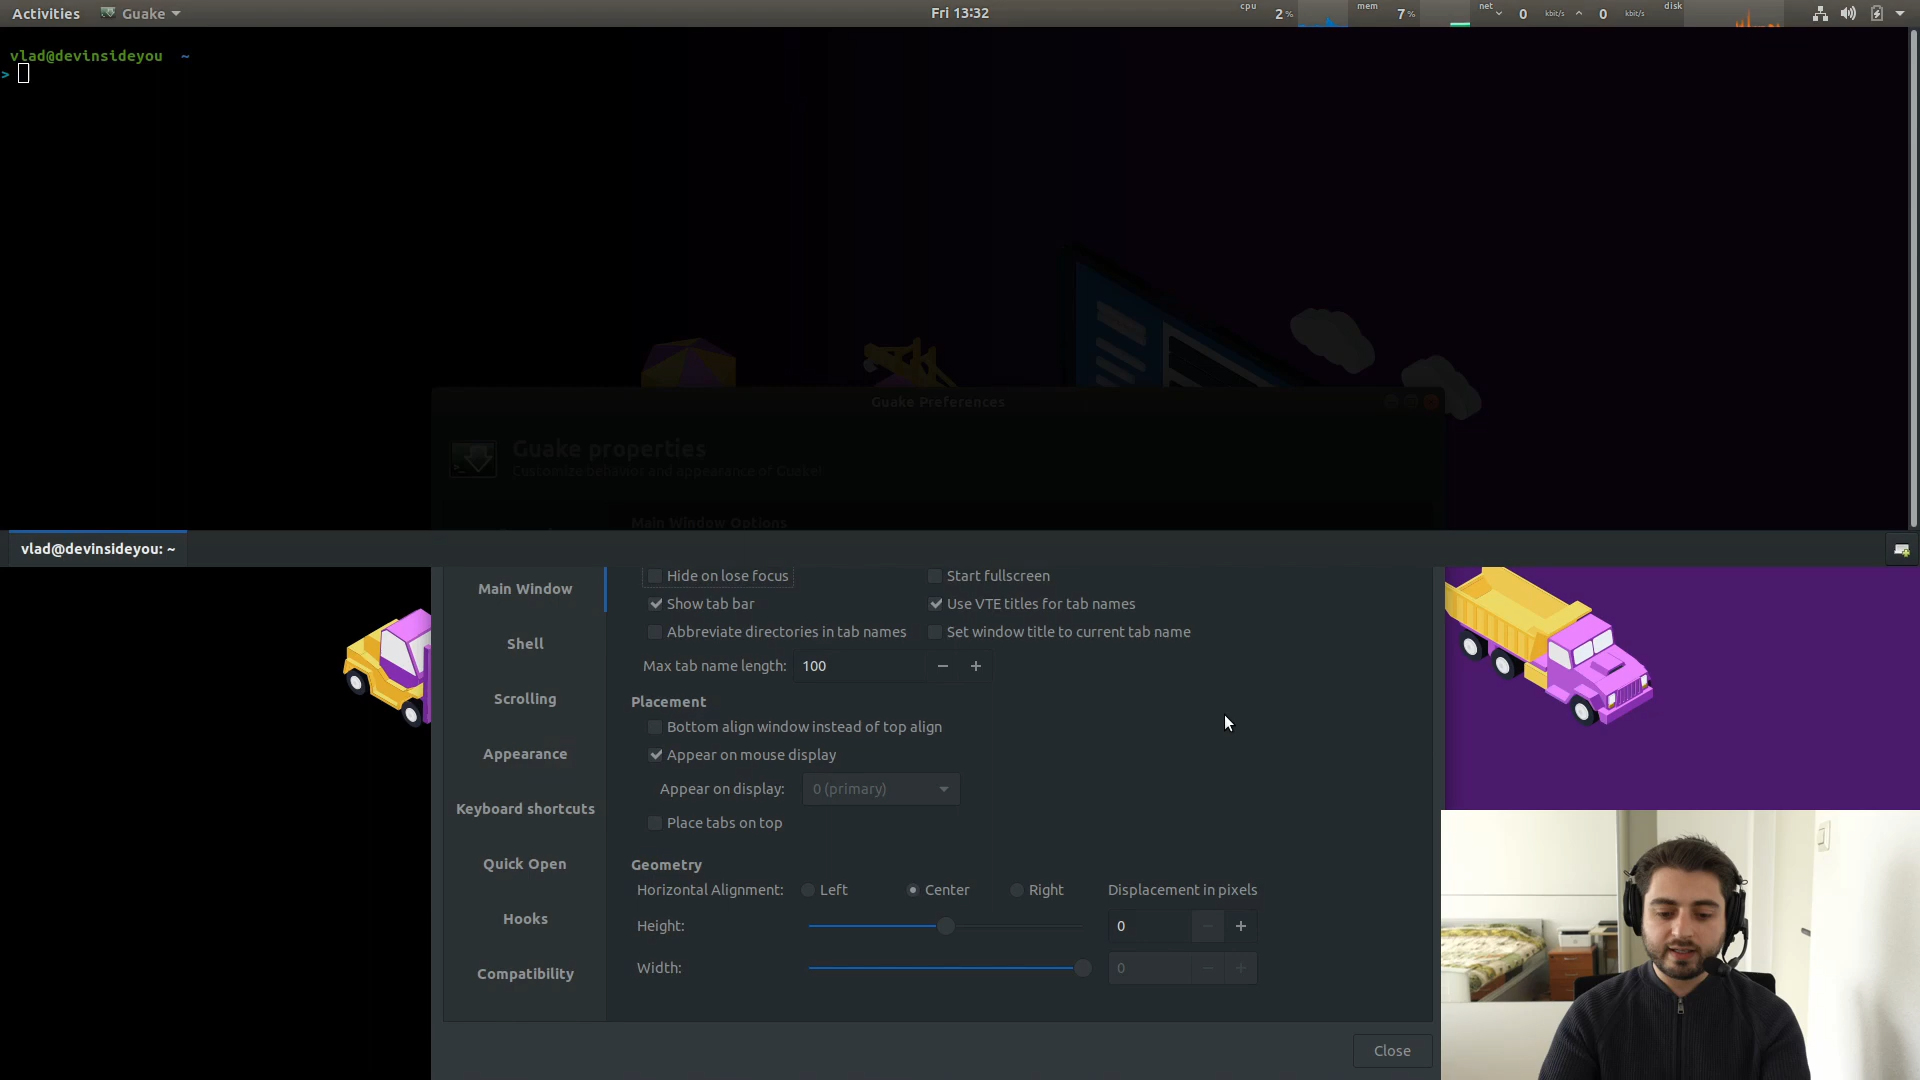 Activities Guake Fri 13:32 cpu 2% mem 7% net 0 kbit/s 0 kbit/s disk
vlad@devinsideyou ~
>
Guake Preferences
Guake properties
Customize behavior and appearance of Guake!
Main Window Options
vlad@devinsideyou: ~
Main Window
Shell
Scrolling
Appearance
Keyboard shortcuts
Quick Open
Hooks
Compatibility
Hide on lose focus Start fullscreen
Show tab bar Use VTE titles for tab names
Abbreviate directories in tab names Set window title to current tab name
Max tab name length: 100 − +
Placement
Bottom align window instead of top align
Appear on mouse display
Appear on display: 0 (primary)
Place tabs on top
Geometry
Horizontal Alignment: Left Center Right Displacement in pixels
Height: 0 − +
Width: 0 − +
Close